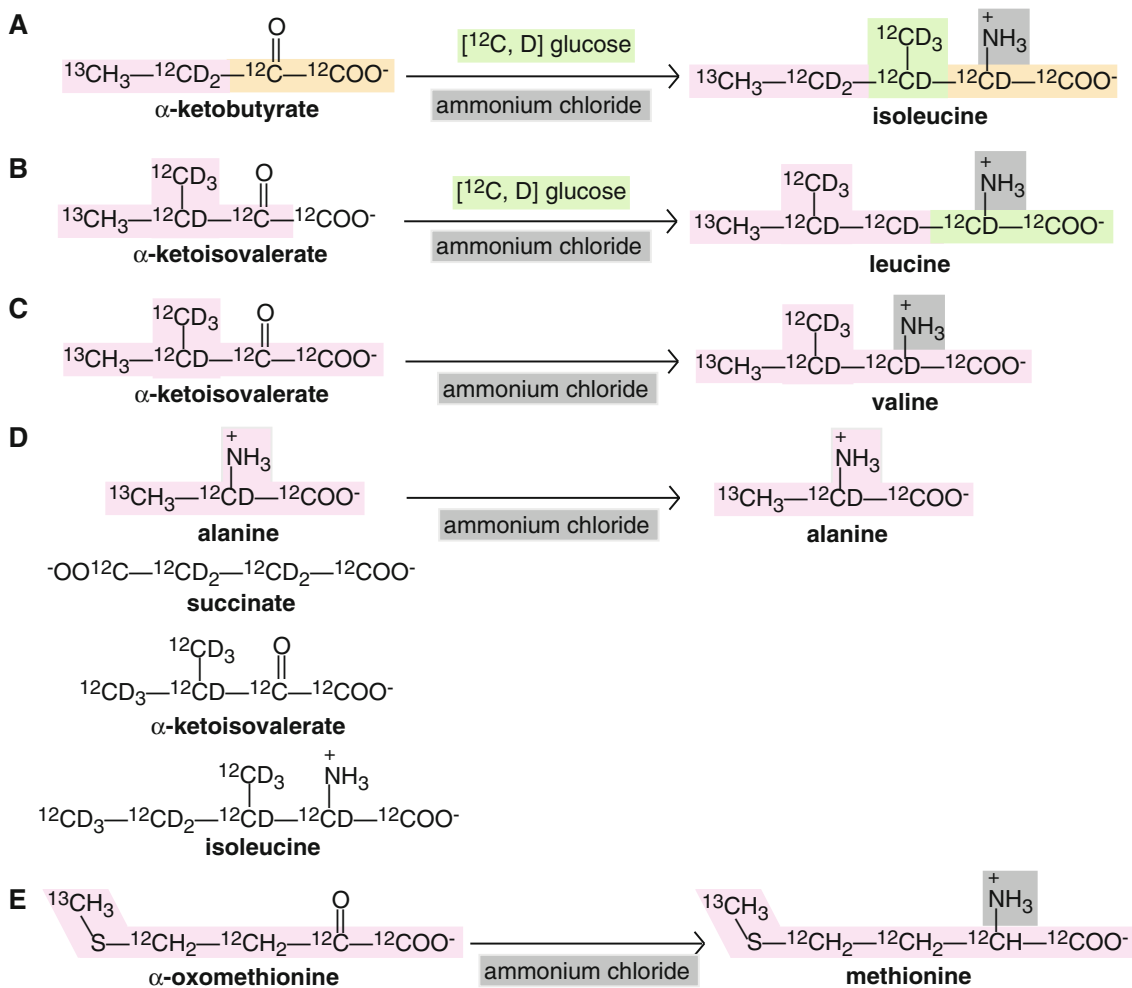 A
¹³CH₃—¹²CD₂—¹²C—¹²COO⁻
O
α-ketobutyrate
[¹²C, D] glucose
ammonium chloride
¹²CD₃
+
NH₃
¹³CH₃—¹²CD₂—¹²CD—¹²CD—¹²COO⁻
isoleucine
B
¹²CD₃
O
¹³CH₃—¹²CD—¹²C—¹²COO⁻
α-ketoisovalerate
[¹²C, D] glucose
ammonium chloride
¹²CD₃
+
NH₃
¹³CH₃—¹²CD—¹²CD—¹²CD—¹²COO⁻
leucine
C
¹²CD₃
O
¹³CH₃—¹²CD—¹²C—¹²COO⁻
α-ketoisovalerate
ammonium chloride
¹²CD₃
+
NH₃
¹³CH₃—¹²CD—¹²CD—¹²COO⁻
valine
D
+
NH₃
¹³CH₃—¹²CD—¹²COO⁻
alanine
ammonium chloride
+
NH₃
¹³CH₃—¹²CD—¹²COO⁻
alanine
⁻OO¹²C—¹²CD₂—¹²CD₂—¹²COO⁻
succinate
¹²CD₃
O
¹²CD₃—¹²CD—¹²C—¹²COO⁻
α-ketoisovalerate
¹²CD₃
+
NH₃
¹²CD₃—¹²CD₂—¹²CD—¹²CD—¹²COO⁻
isoleucine
E
¹³CH₃
O
S—¹²CH₂—¹²CH₂—¹²C—¹²COO⁻
α-oxomethionine
ammonium chloride
¹³CH₃
+
NH₃
S—¹²CH₂—¹²CH₂—¹²CH—¹²COO⁻
methionine